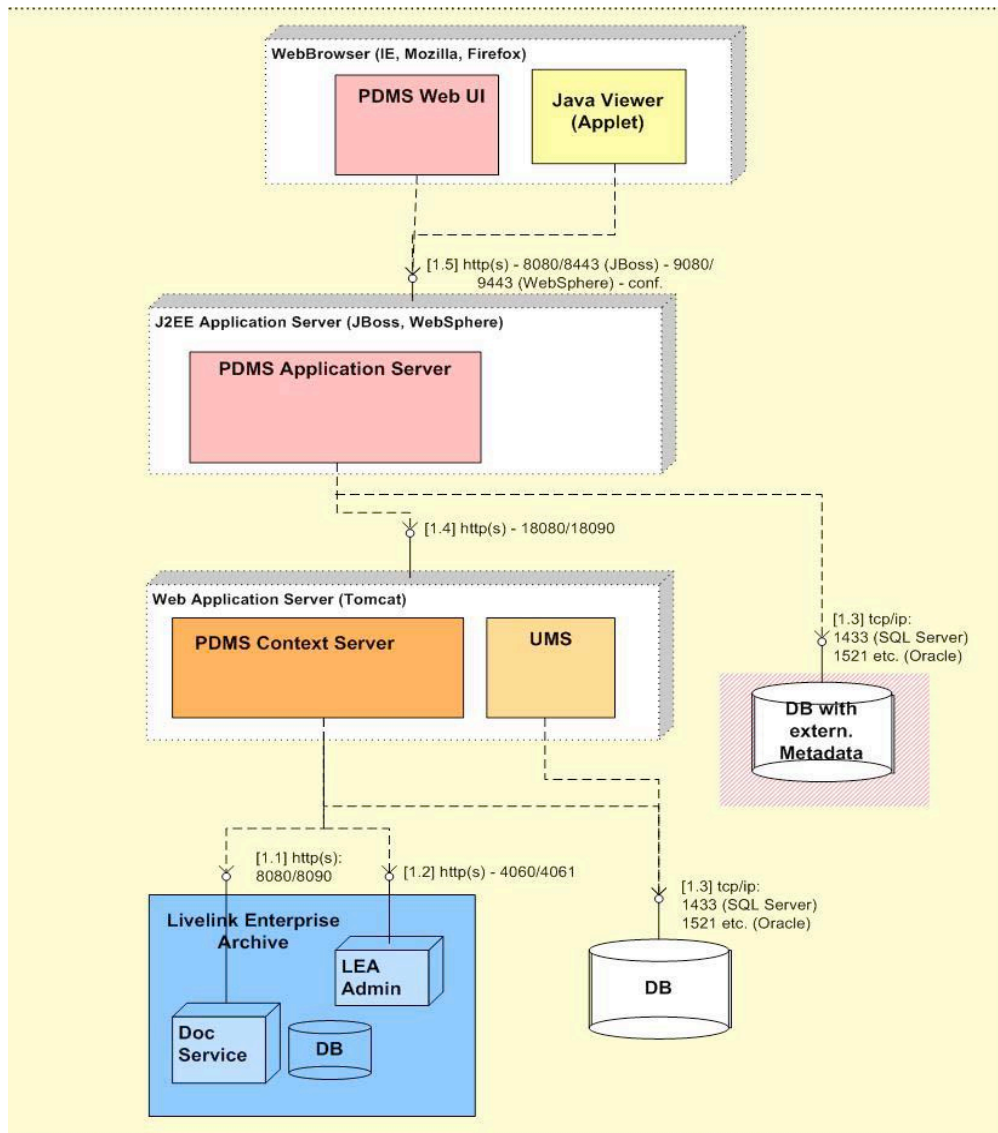 WebBrowser (IE, Mozilla, Firefox)
PDMS Web UI
Java Viewer
(Applet)
[1.5] http(s) - 8080/8443 (JBoss) - 9080/
9443 (WebSphere) - conf.
J2EE Application Server (JBoss, WebSphere)
PDMS Application Server
[1.4] http(s) - 18080/18090
Web Application Server (Tomcat)
PDMS Context Server
UMS
[1.3] tcp/ip:
1433 (SQL Server)
1521 etc. (Oracle)
DB with
extern.
Metadata
[1.1] http(s):
8080/8090
[1.2] http(s) - 4060/4061
[1.3] tcp/ip:
1433 (SQL Server)
1521 etc. (Oracle)
Livelink Enterprise
Archive
LEA
Admin
Doc
Service
DB
DB